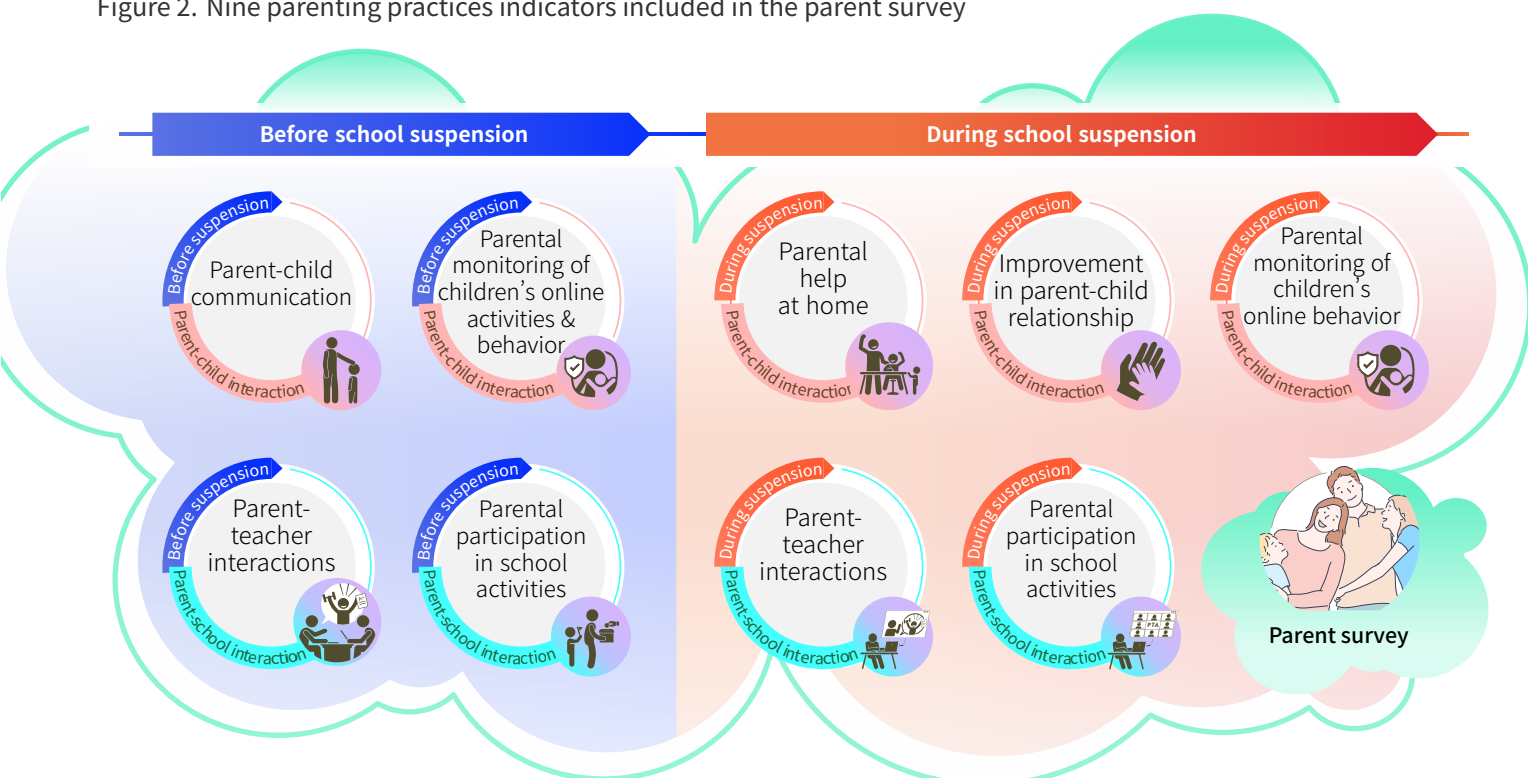 Figure 2. Nine parenting practices indicators included in the parent survey
Before school suspension
During school suspension
Before suspension
Parent-child
communication
Parent-child interaction
Before suspension
Parental
monitoring of
children's online
activities &
behavior
Parent-child interaction
During suspension
Parental
help
at home
Parent-child interaction
During suspension
Improvement
in parent-child
relationship
Parent-child interaction
During suspension
Parental
monitoring of
children's
online behavior
Parent-child interaction
Before suspension
Parent-
teacher
interactions
Parent-school interaction
Before suspension
Parental
participation
in school
activities
Parent-school interaction
During suspension
Parent-
teacher
interactions
Parent-school interaction
During suspension
Parental
participation
in school
activities
Parent-school interaction
PTA
Parent survey